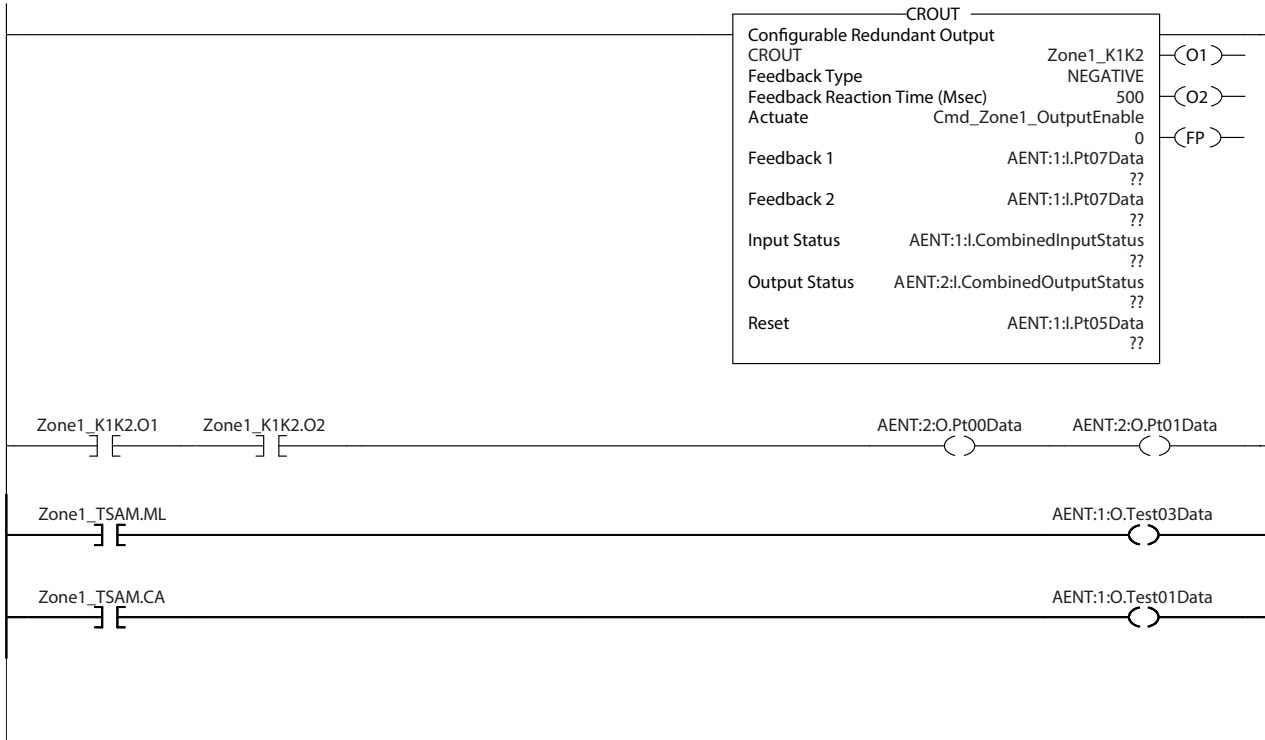 CROUT
Configurable Redundant Output
CROUT Zone1_K1K2 (O1)
Feedback Type NEGATIVE
Feedback Reaction Time (Msec) 500 (O2)
Actuate Cmd_Zone1_OutputEnable
0 (FP)
Feedback 1 AENT:1:I.Pt07Data
??
Feedback 2 AENT:1:I.Pt07Data
??
Input Status AENT:1:I.CombinedInputStatus
??
Output Status AENT:2:I.CombinedOutputStatus
??
Reset AENT:1:I.Pt05Data
??
Zone1_K1K2.O1 Zone1_K1K2.O2 AENT:2:O.Pt00Data AENT:2:O.Pt01Data
Zone1_TSAM.ML AENT:1:O.Test03Data
Zone1_TSAM.CA AENT:1:O.Test01Data